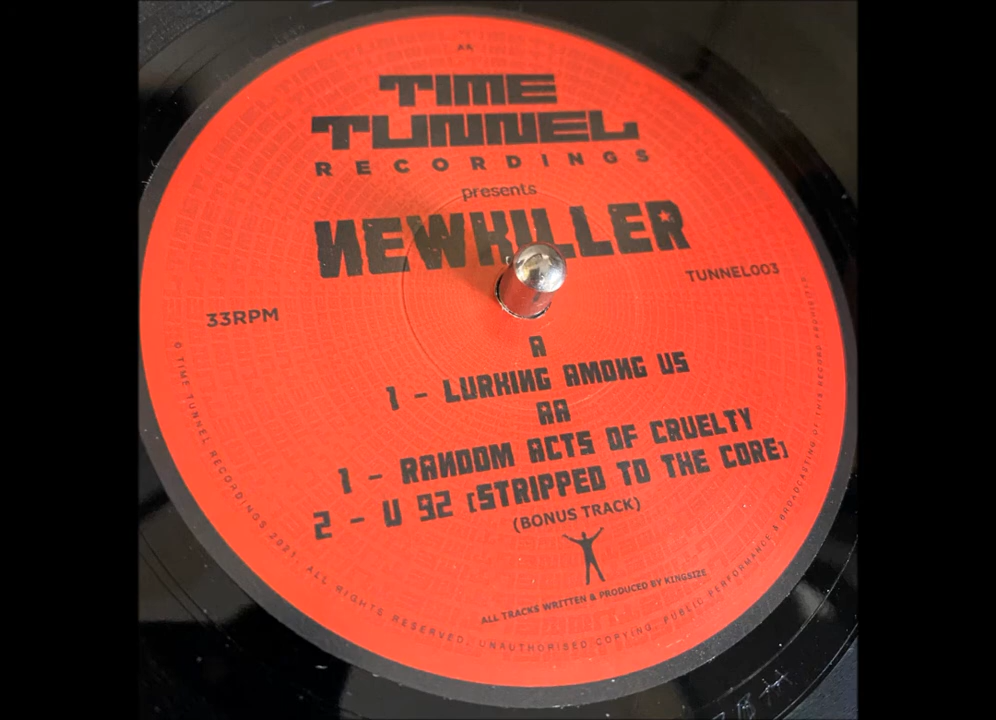 AA
TIME
TUNNEL
RECORDINGS
presents
NEWKILLER
TUNNEL003
33RPM
A
1 - LURKING AMONG US
AA
1 - RANDOM ACTS OF CRUELTY
2 - U 92 [STRIPPED TO THE CORE]
(BONUS TRACK)
ALL TRACKS WRITTEN & PRODUCED BY KINGSIZE
© TIME TUNNEL RECORDINGS 2021. ALL RIGHTS RESERVED, UNAUTHORISED COPYING, PUBLIC PERFORMANCE & BROADCASTING OF THIS RECORD PROHIBITED